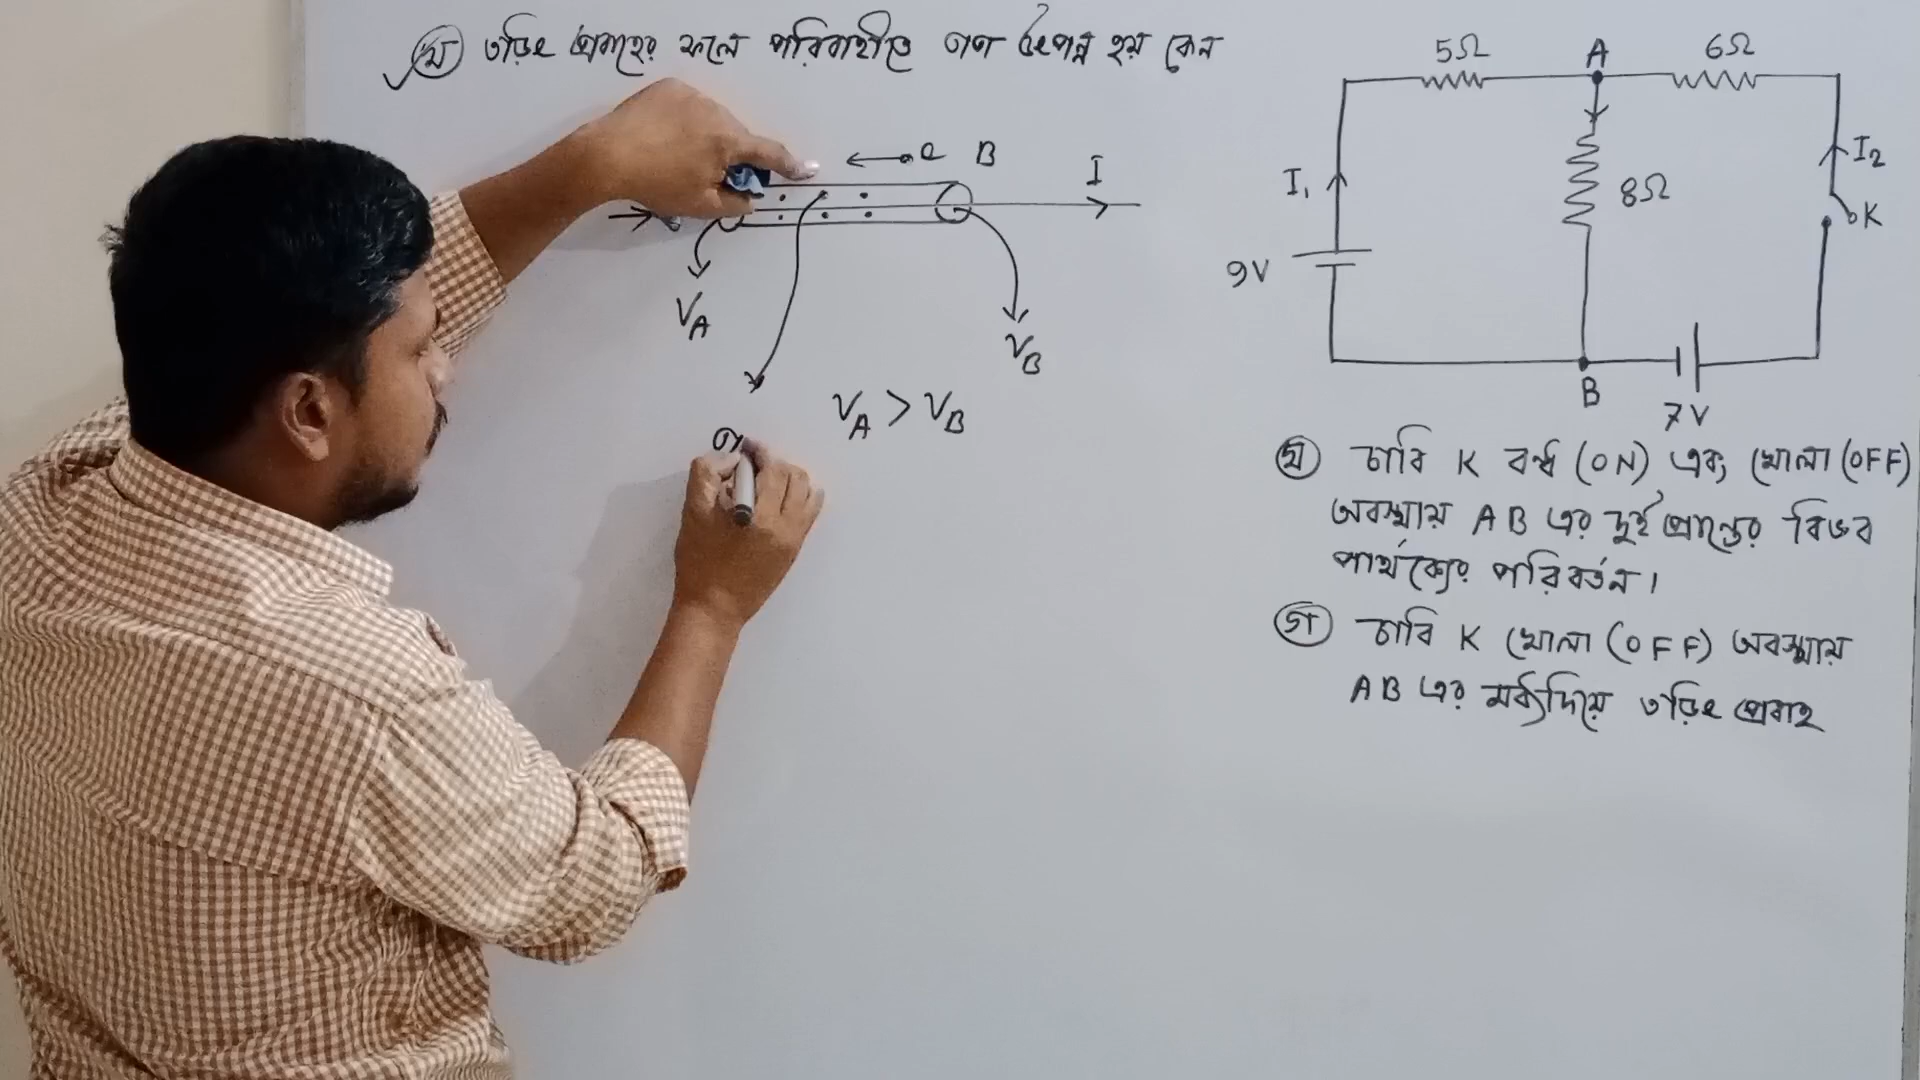 খ তড়িৎ প্রবাহের ফলে পরিবাহীতে তাপ উৎপন্ন হয় কেন
e B
I
V_A
V_B
V_A > V_B
5Ω A 6Ω
I₁ 8Ω I₂
K
9V
B
7V
ঘ চাবি K বন্ধ (ON) এবং খোলা (OFF)
অবস্থায় AB এর দুই প্রান্তের বিভব
পার্থক্যের পরিবর্তন।
গ চাবি K খোলা (OFF) অবস্থায়
AB এর মধ্যদিয়ে তড়িৎ প্রবাহ